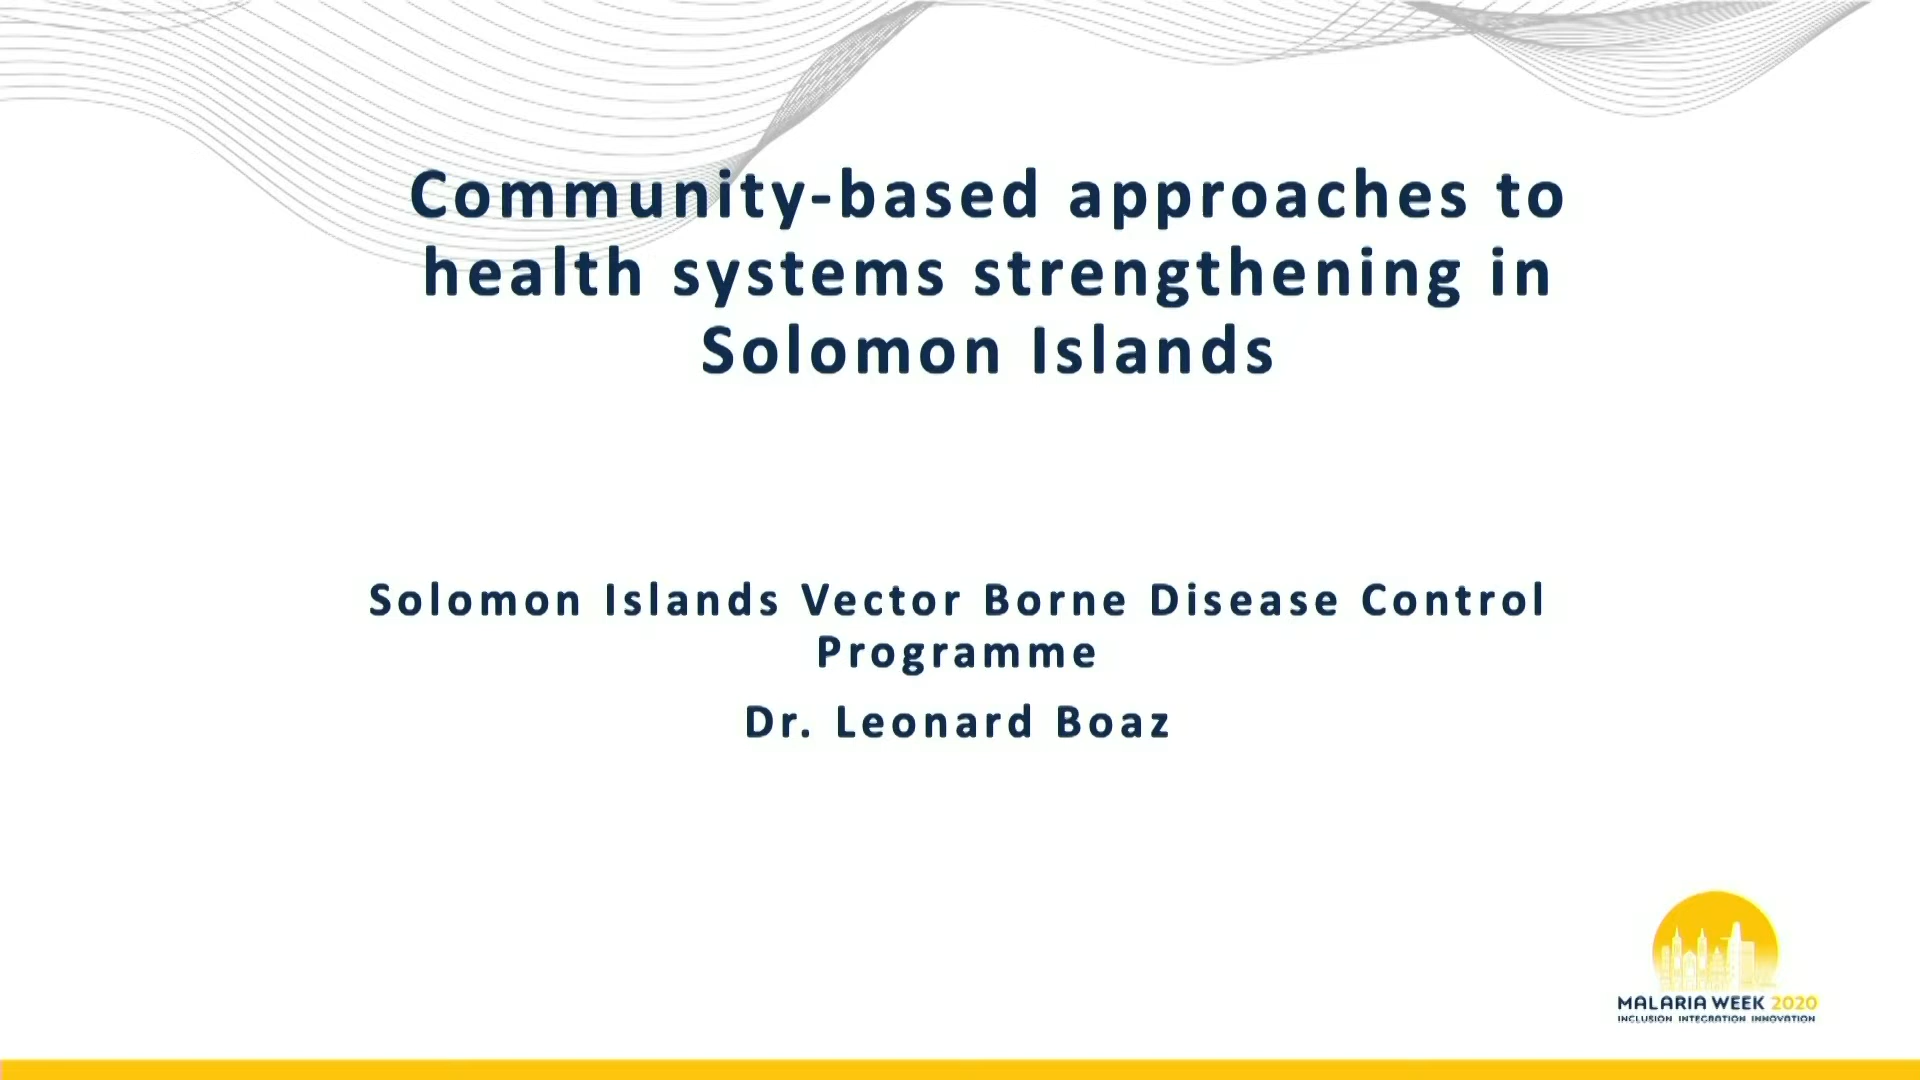 Community-based approaches to
health systems strengthening in
Solomon Islands
Solomon Islands Vector Borne Disease Control
Programme
Dr. Leonard Boaz
MALARIA WEEK 2020
INCLUSION INTEGRATION INNOVATION